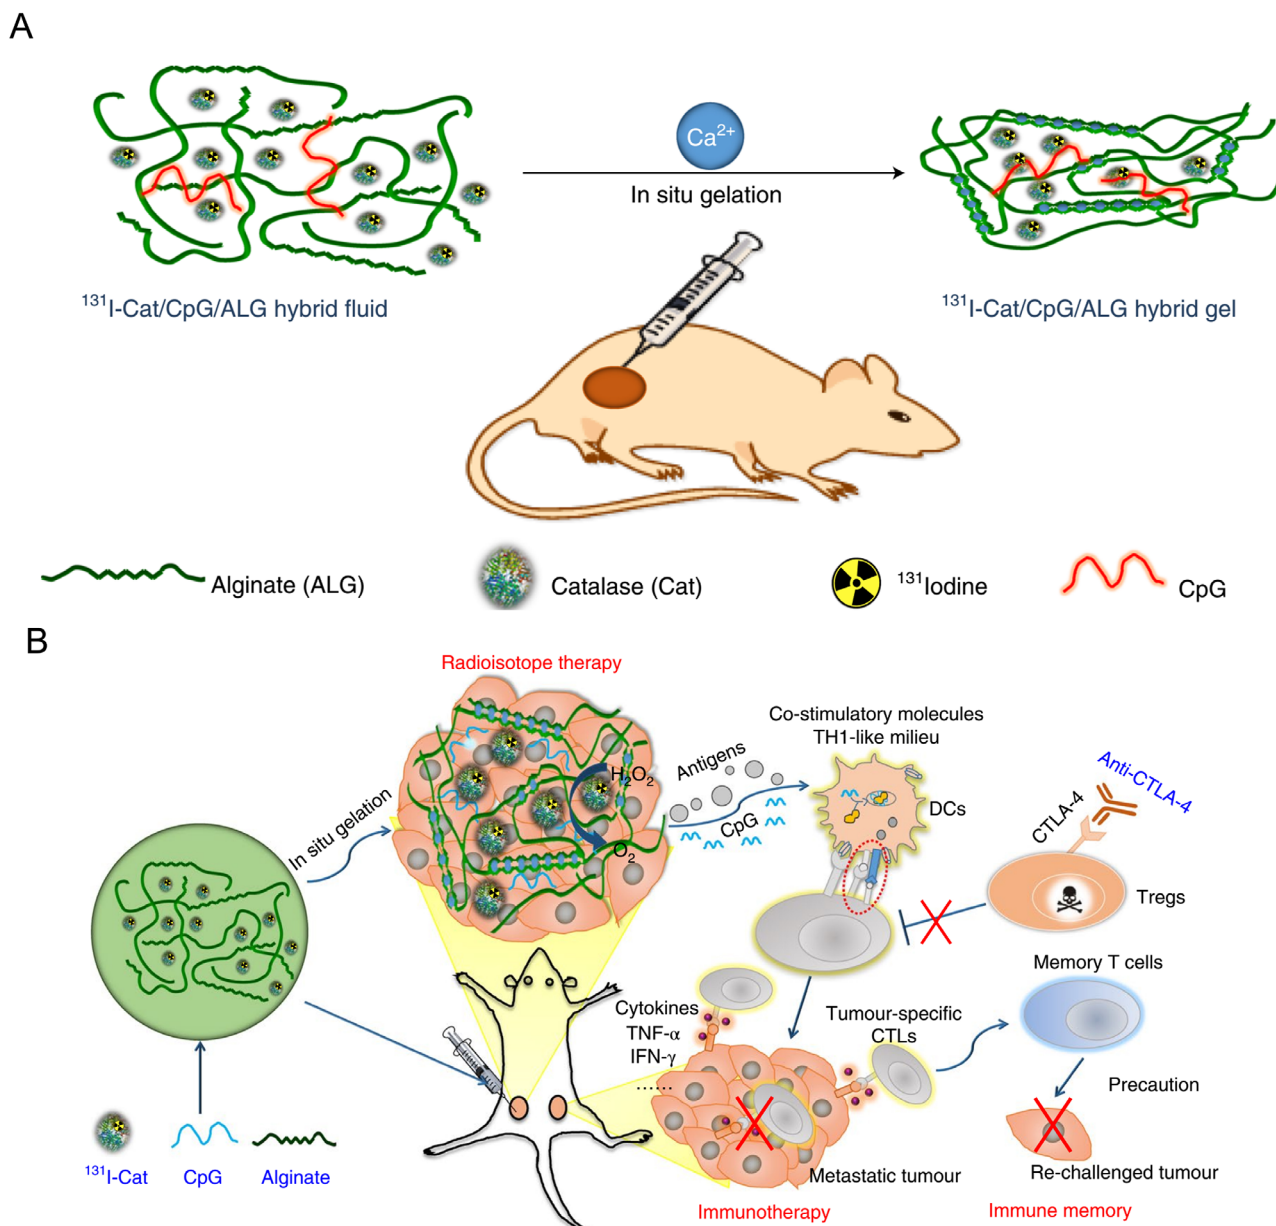 A
Ca²⁺
In situ gelation
¹³¹I-Cat/CpG/ALG hybrid fluid
¹³¹I-Cat/CpG/ALG hybrid gel
Alginate (ALG)
Catalase (Cat)
¹³¹Iodine
CpG
B
Radioisotope therapy
In situ gelation
H₂O₂
O₂
Antigens
CpG
Co-stimulatory molecules
TH1-like milieu
DCs
Anti-CTLA-4
CTLA-4
Tregs
Memory T cells
Cytokines
TNF-α
IFN-γ
......
Tumour-specific
CTLs
Precaution
¹³¹I-Cat
CpG
Alginate
Metastatic tumour
Re-challenged tumour
Immunotherapy
Immune memory